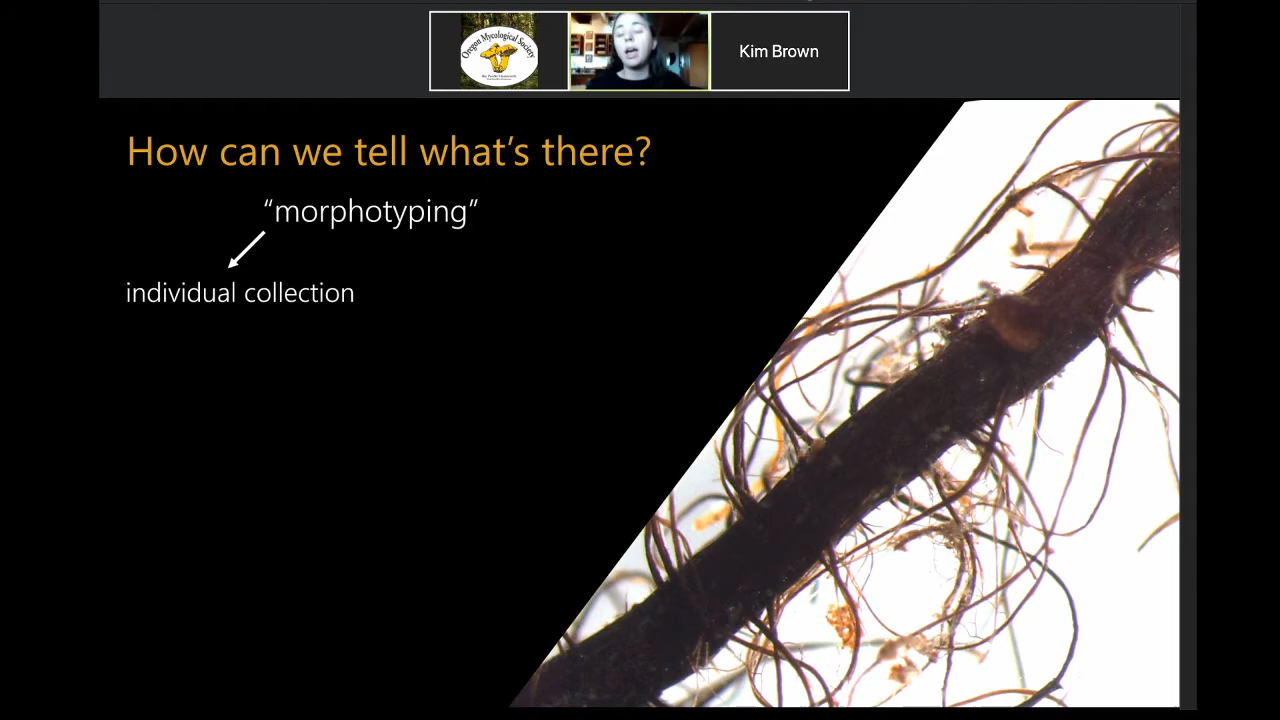 Oregon Mycological Society
Kim Brown
How can we tell what's there?
“morphotyping”
individual collection